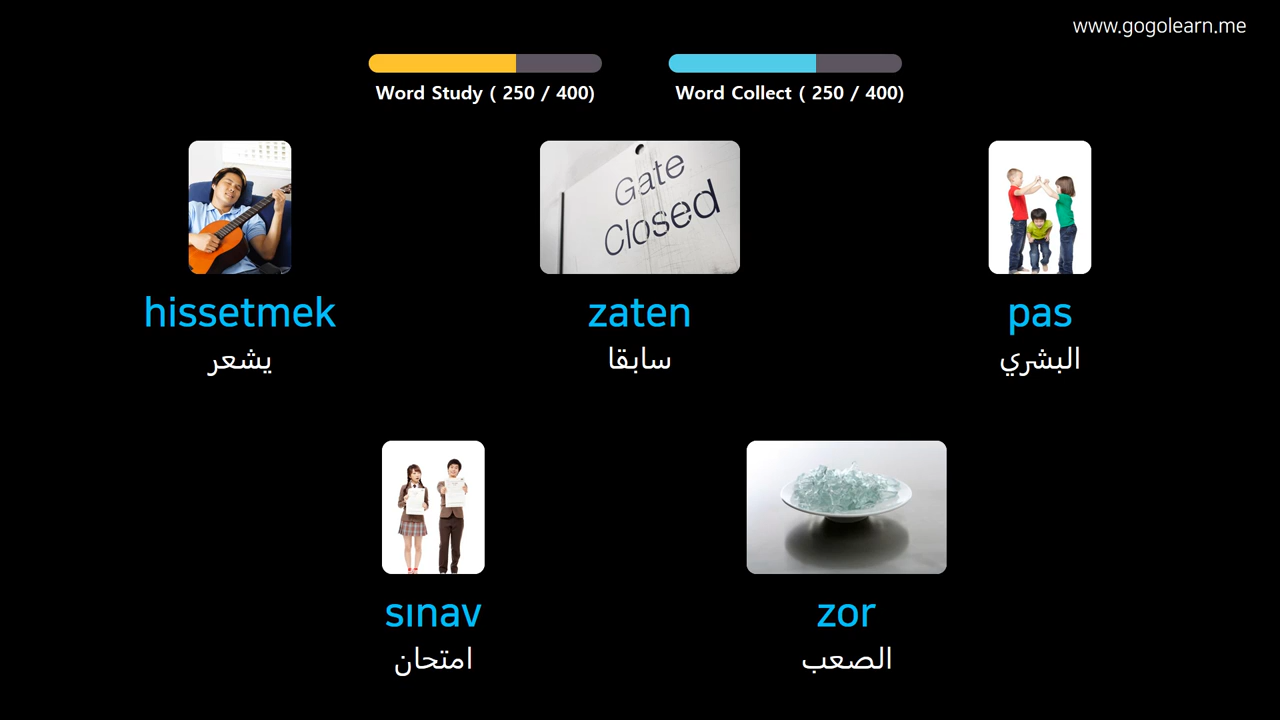 www.gogolearn.me
Word Study ( 250 / 400)
Word Collect ( 250 / 400)
Gate
Closed
hissetmek
zaten
pas
يشعر
سابقا
البشري
sınav
zor
امتحان
الصعب